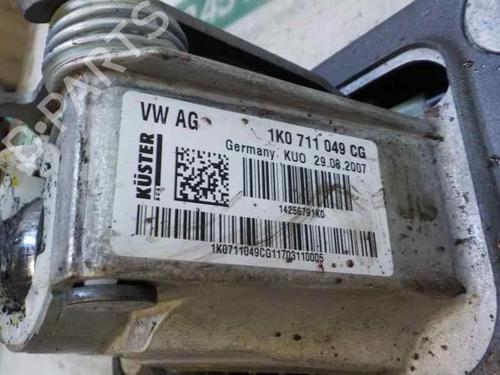 VW AG
1K0 711 049 CG
Germany KUO 29.08.2007
KÜSTER
14256791K0
1K0711049CG11703110005
B-PARTS